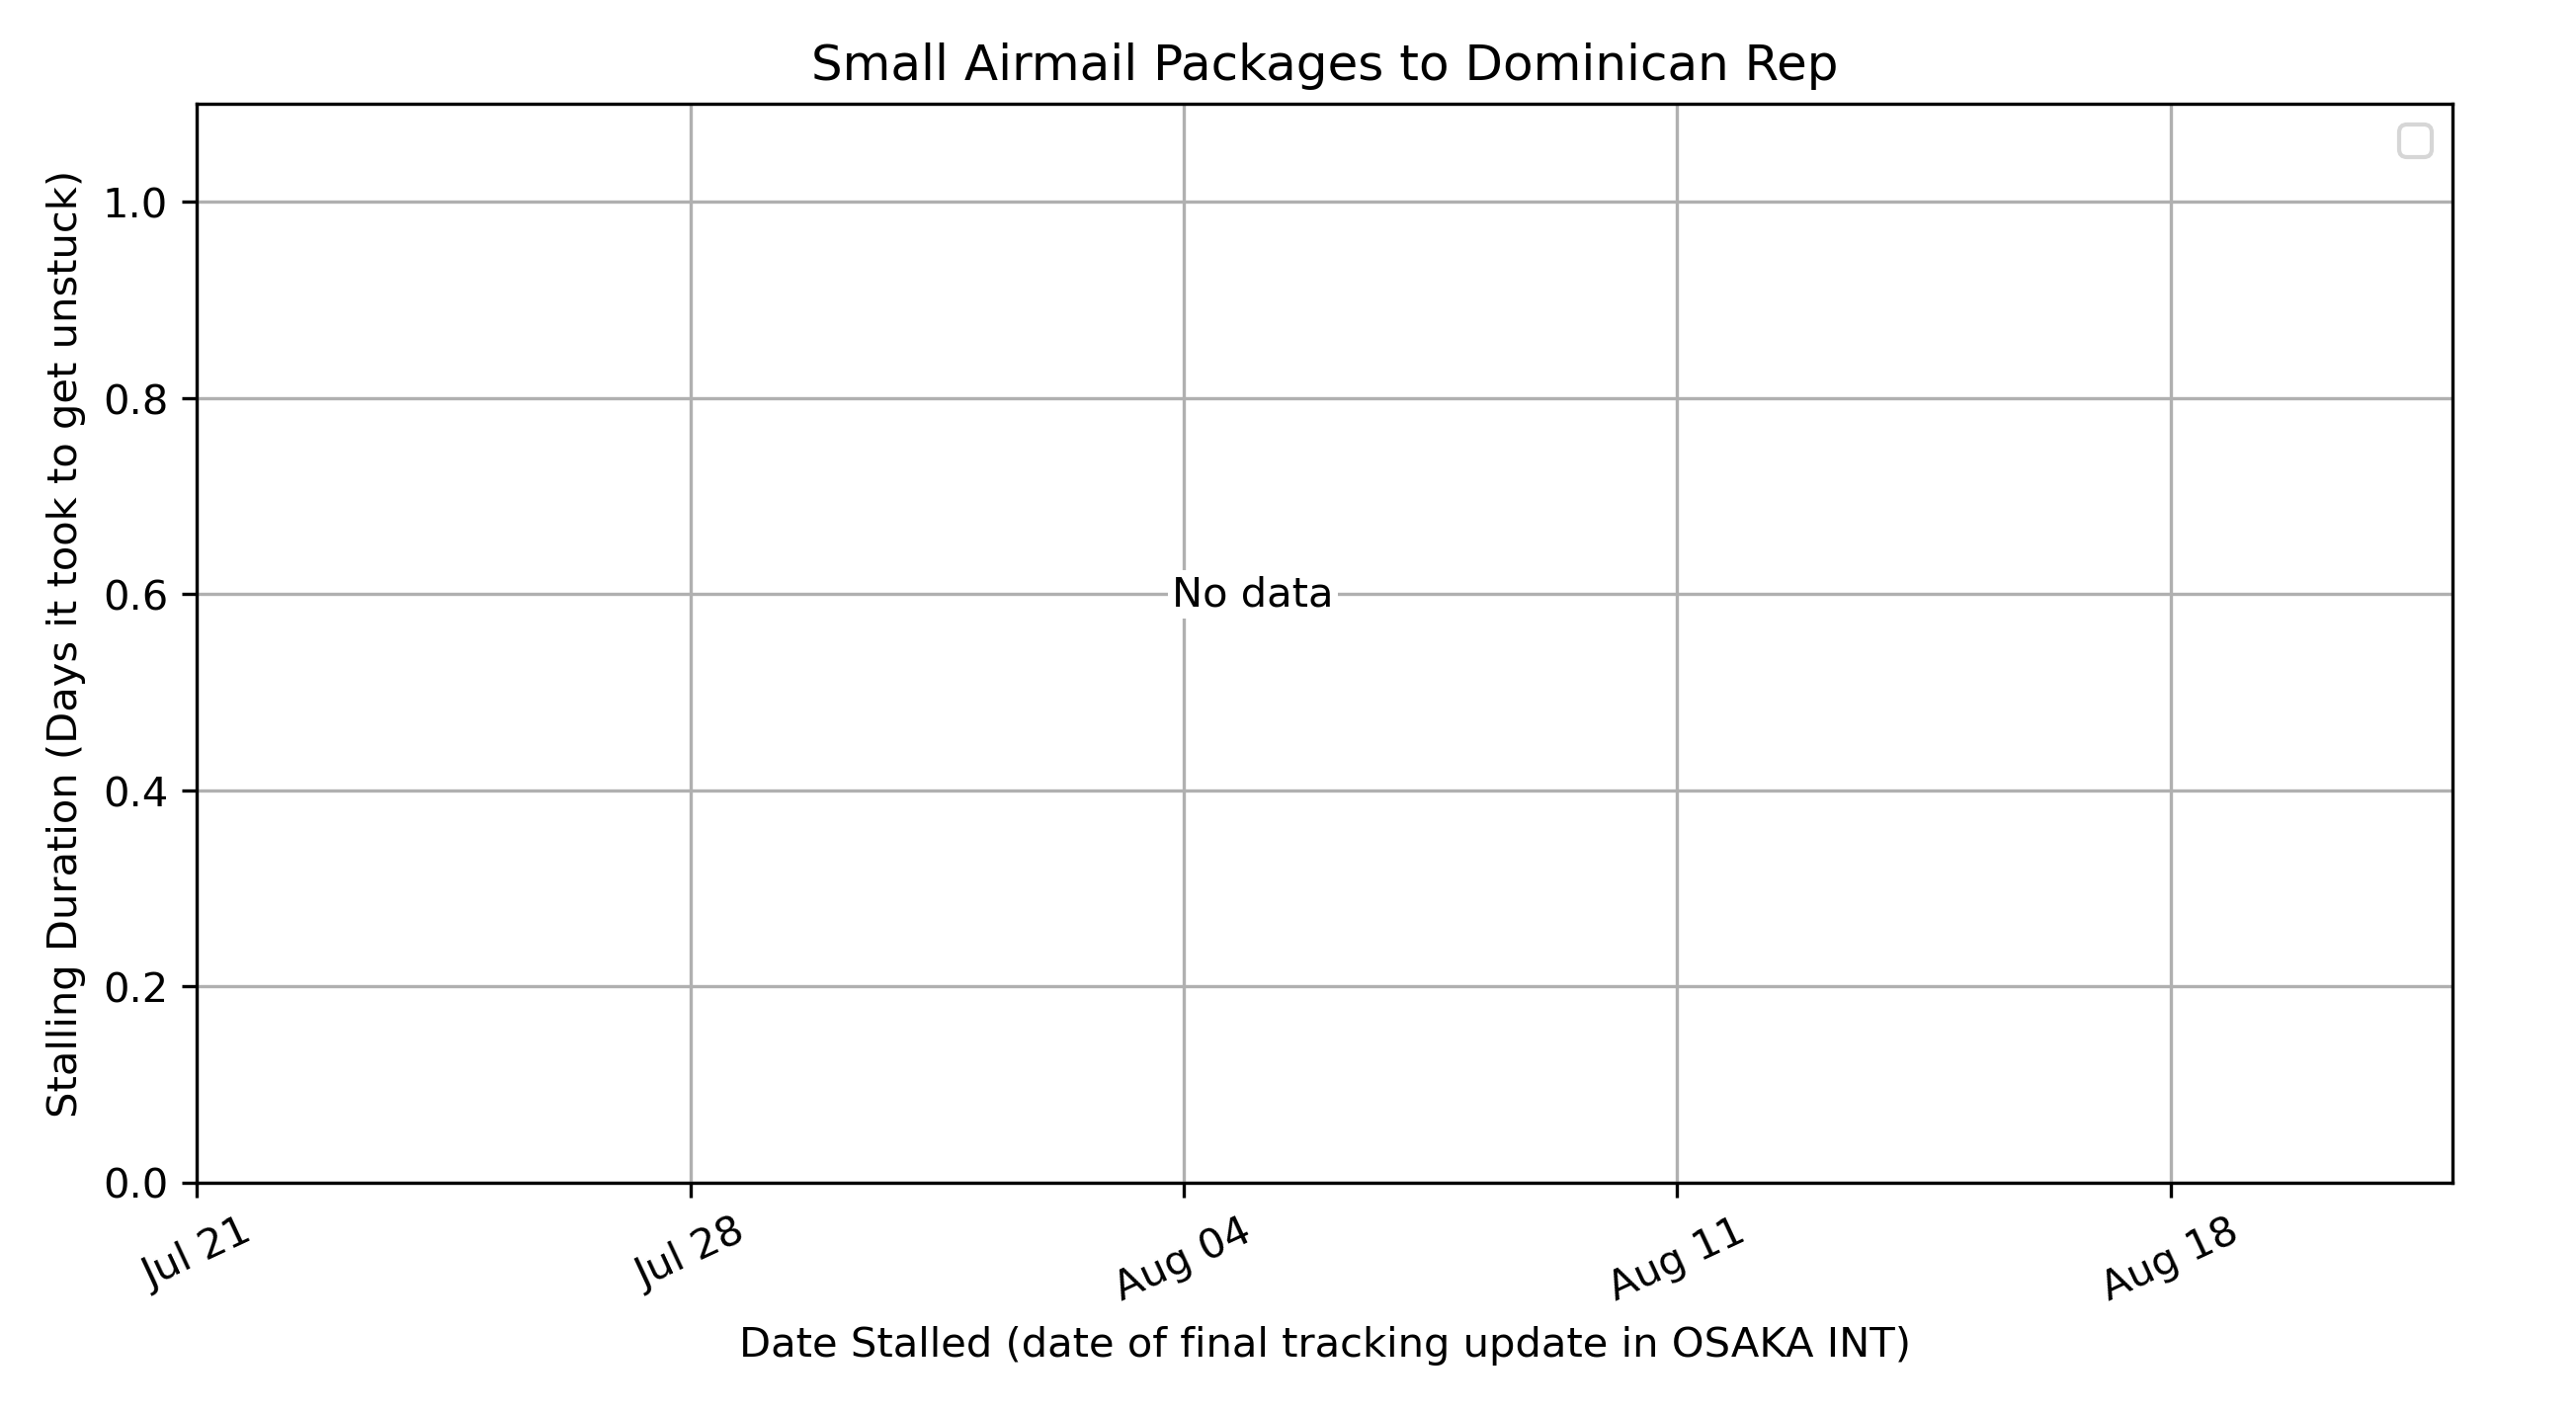 Small Airmail Packages to Dominican Rep
Stalling Duration (Days it took to get unstuck)
1.0
0.8
0.6
0.4
0.2
0.0
No data
Jul 21
Jul 28
Aug 04
Aug 11
Aug 18
Date Stalled (date of final tracking update in OSAKA INT)